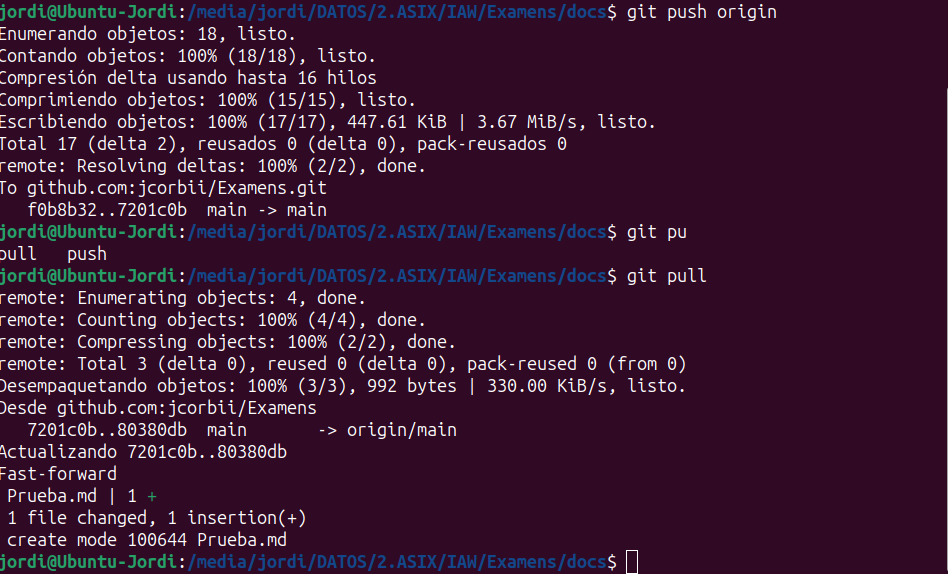 jordi@Ubuntu-Jordi:/media/jordi/DATOS/2.ASIX/IAW/Examens/docs$ git push origin
Enumerando objetos: 18, listo.
Contando objetos: 100% (18/18), listo.
Compresión delta usando hasta 16 hilos
Comprimiendo objetos: 100% (15/15), listo.
Escribiendo objetos: 100% (17/17), 447.61 KiB | 3.67 MiB/s, listo.
Total 17 (delta 2), reusados 0 (delta 0), pack-reusados 0
remote: Resolving deltas: 100% (2/2), done.
To github.com:jcorbii/Examens.git
   f0b8b32..7201c0b  main -> main
jordi@Ubuntu-Jordi:/media/jordi/DATOS/2.ASIX/IAW/Examens/docs$ git pu
pull   push
jordi@Ubuntu-Jordi:/media/jordi/DATOS/2.ASIX/IAW/Examens/docs$ git pull
remote: Enumerating objects: 4, done.
remote: Counting objects: 100% (4/4), done.
remote: Compressing objects: 100% (2/2), done.
remote: Total 3 (delta 0), reused 0 (delta 0), pack-reused 0 (from 0)
Desempaquetando objetos: 100% (3/3), 992 bytes | 330.00 KiB/s, listo.
Desde github.com:jcorbii/Examens
   7201c0b..80380db  main       -> origin/main
Actualizando 7201c0b..80380db
Fast-forward
 Prueba.md | 1 +
 1 file changed, 1 insertion(+)
 create mode 100644 Prueba.md
jordi@Ubuntu-Jordi:/media/jordi/DATOS/2.ASIX/IAW/Examens/docs$